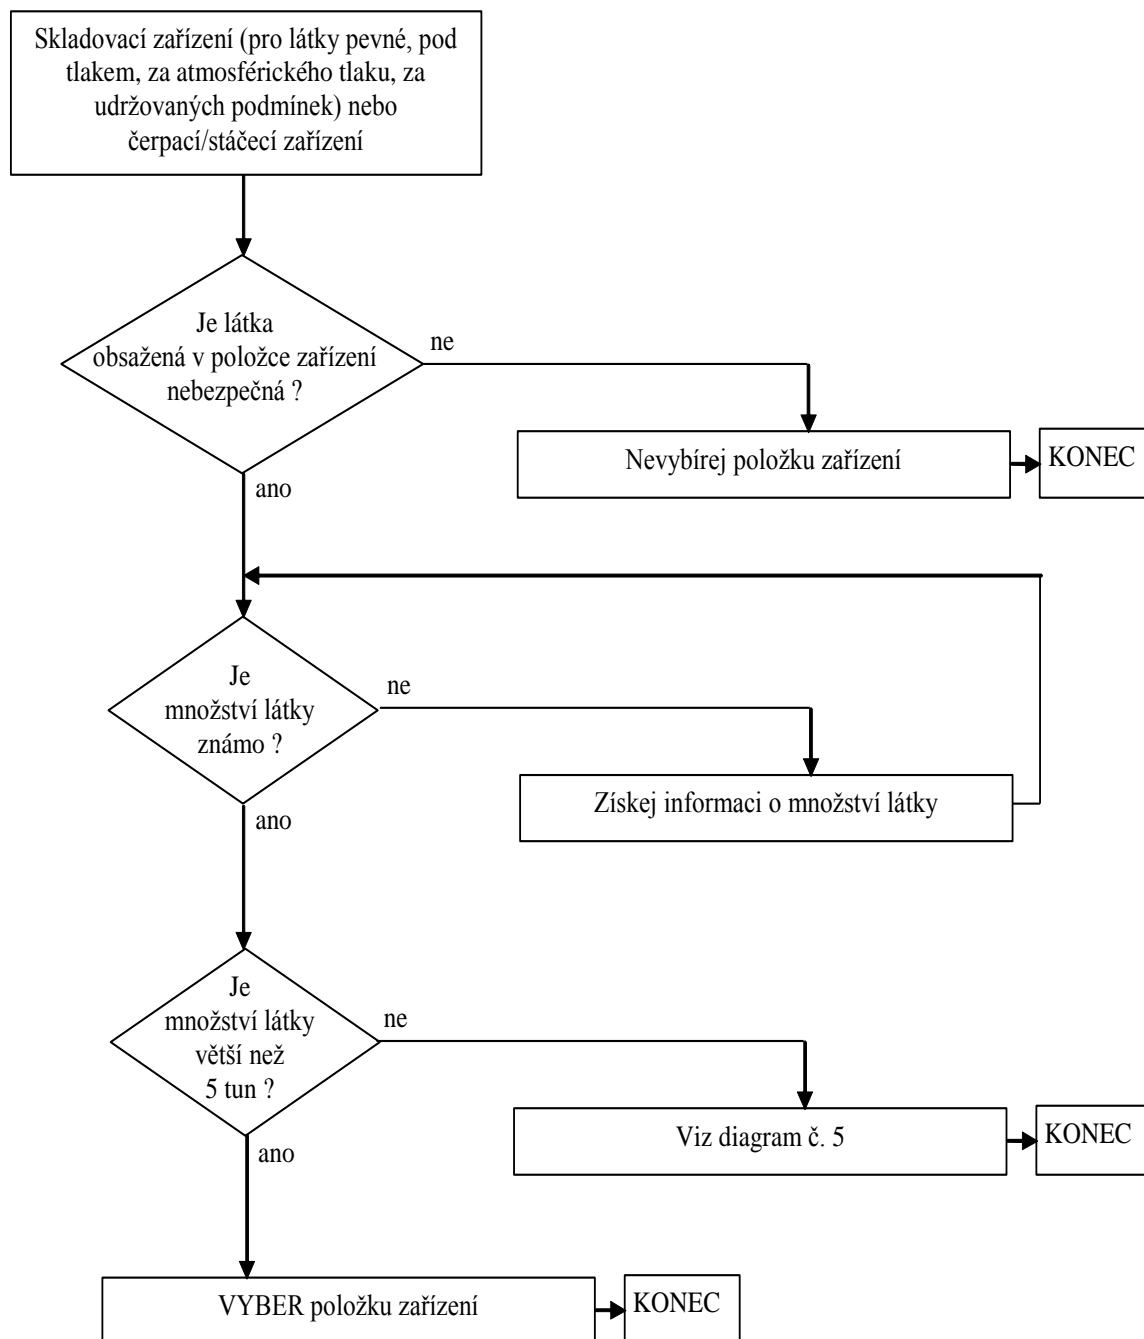 Skladovací zařízení (pro látky pevné, pod
tlakem, za atmosférického tlaku, za
udržovaných podmínek) nebo
čerpací/stáčecí zařízení
Je látka
obsažená v položce zařízení
nebezpečná ?
ne
Nevybírej položku zařízení
KONEC
ano
Je
množství látky
známo ?
ne
Získej informaci o množství látky
ano
Je
množství látky
větší než
5 tun ?
ne
Viz diagram č. 5
KONEC
ano
VYBER položku zařízení
KONEC